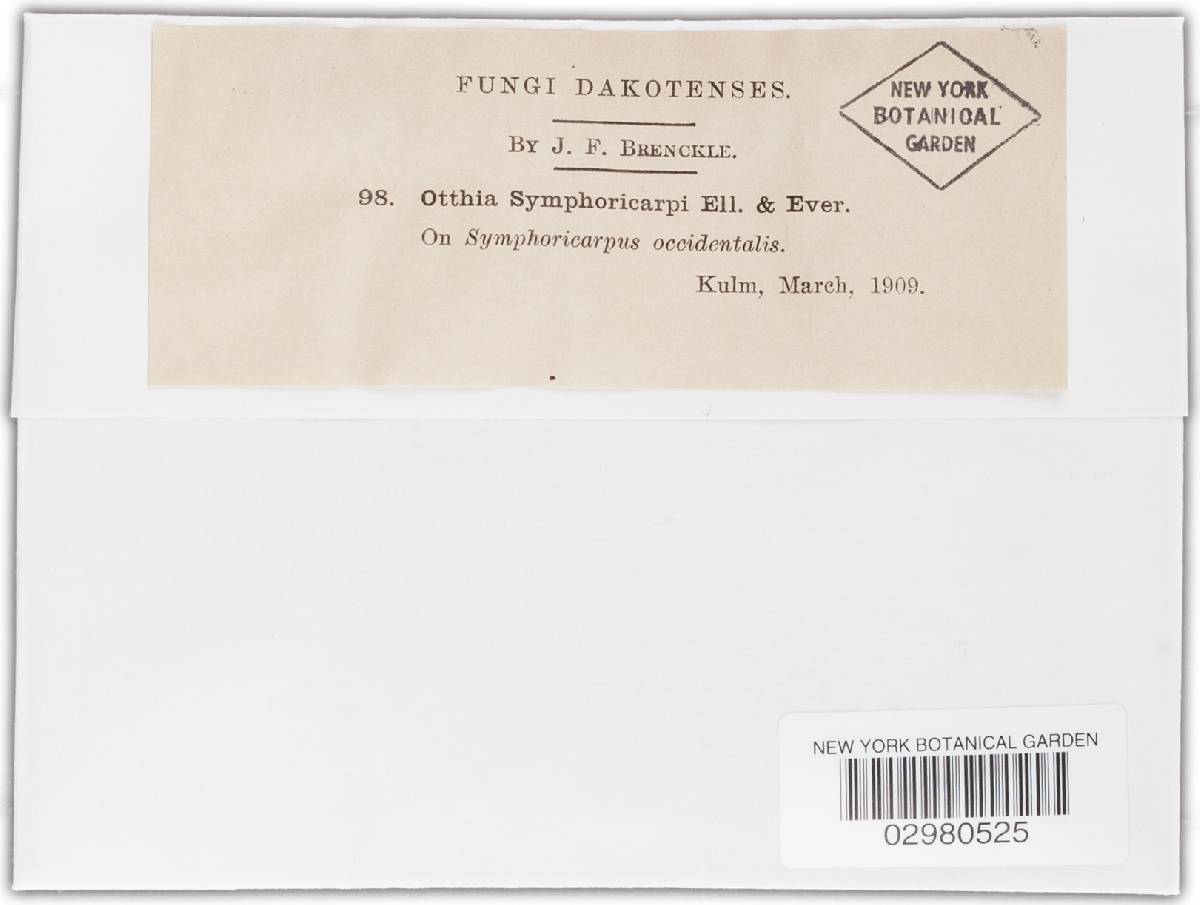 FUNGI DAKOTENSES.
By J. F. Brenckle.
98. Otthia Symphoricarpi Ell. & Ever.
On Symphoricarpus occidentalis.
Kulm, March, 1909.
NEW YORK
BOTANICAL
GARDEN
NEW YORK BOTANICAL GARDEN
02980525